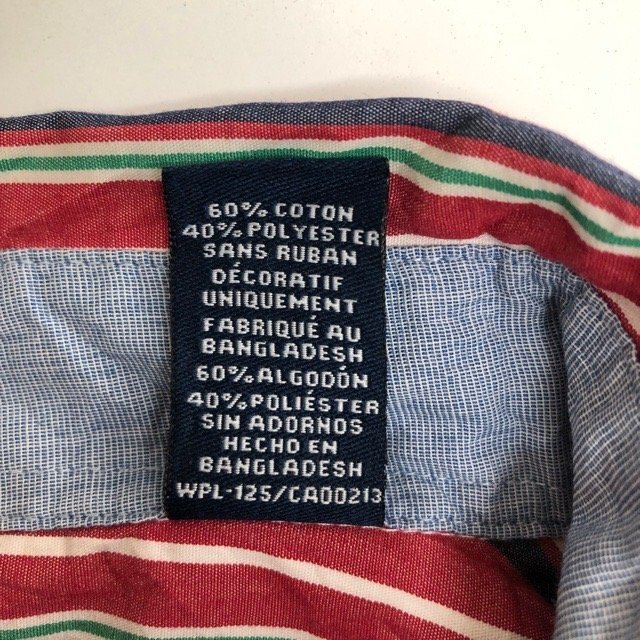 60% COTON
40% POLYESTER
SANS RUBAN
DÉCORATIF
UNIQUEMENT
FABRIQUÉ AU
BANGLADESH
60% ALGODÓN
40% POLIÉSTER
SIN ADORNOS
HECHO EN
BANGLADESH
WPL-125/CA00213